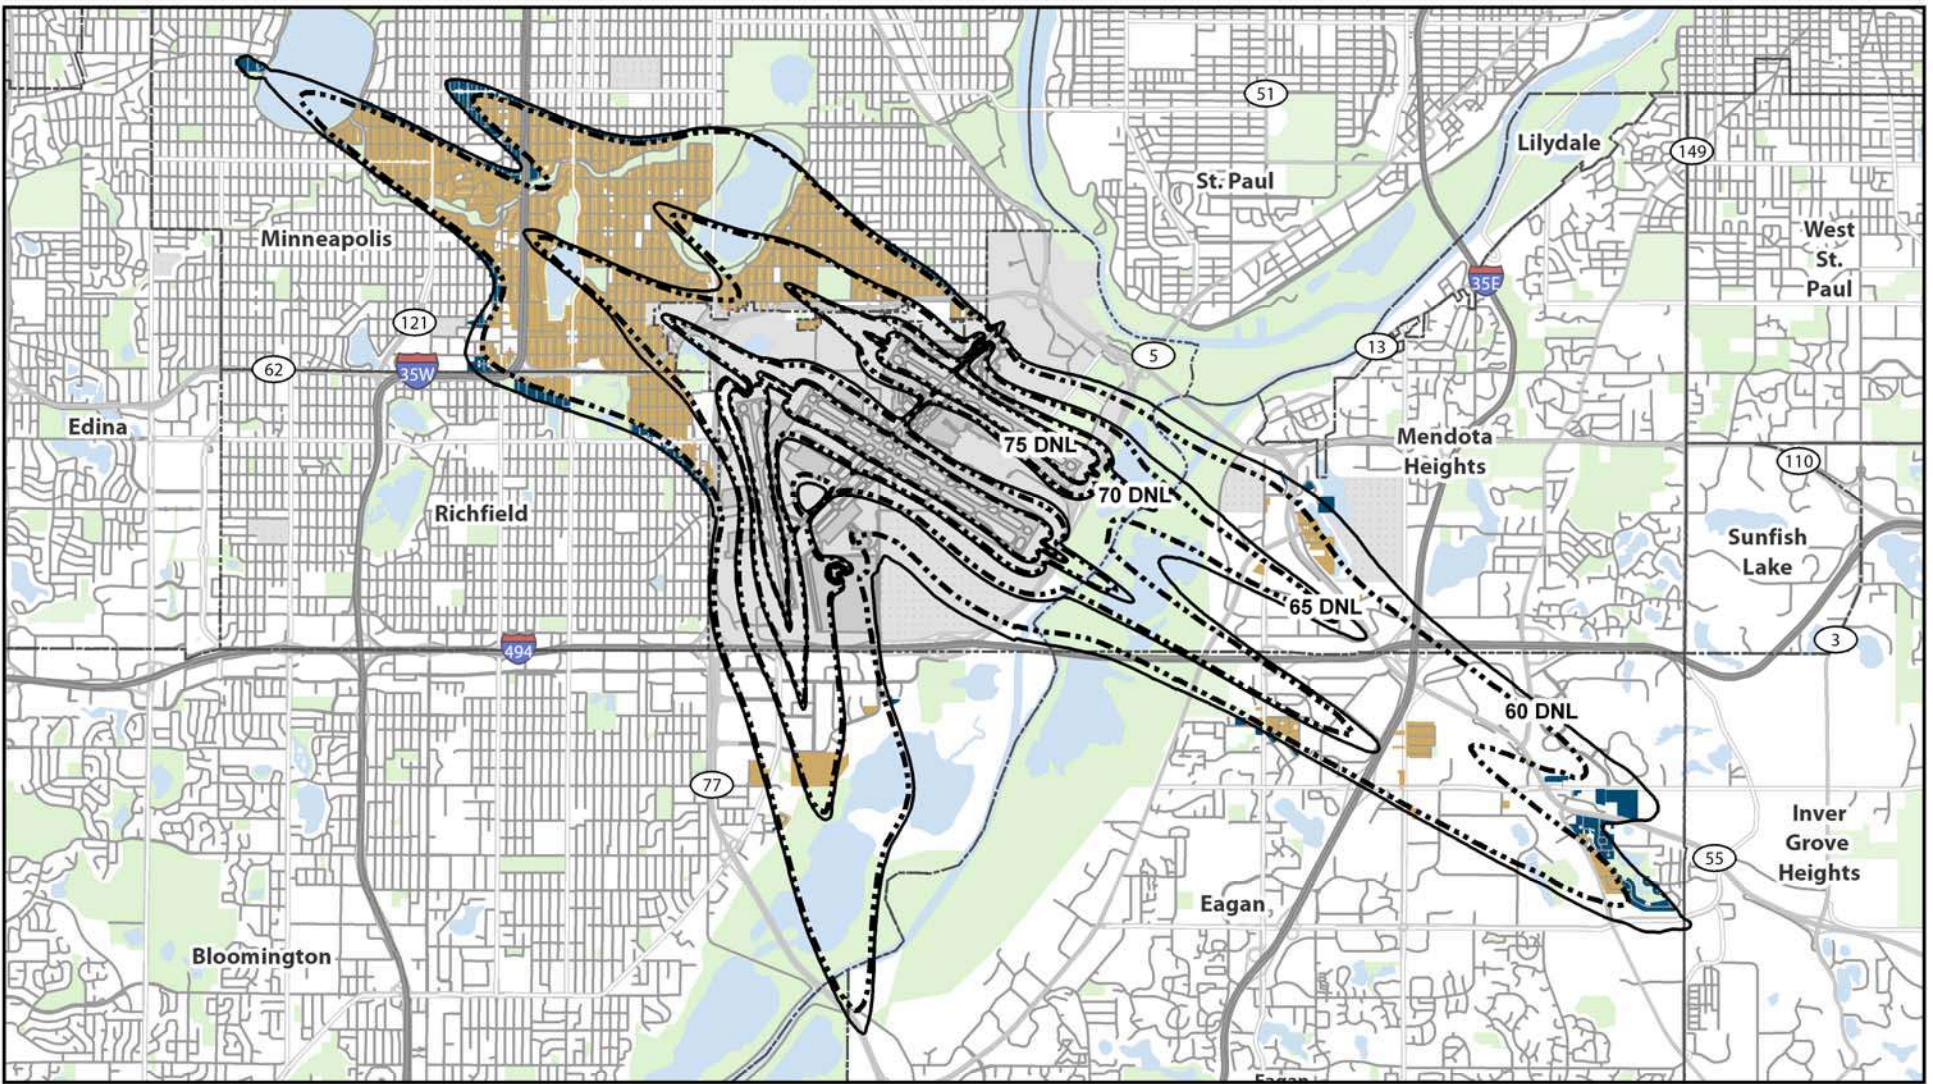 51
Lilydale
149
St. Paul
Minneapolis
West
St.
Paul
35E
121
5
13
62
35W
Edina
75 DNL
Mendota
Heights
110
70 DNL
Richfield
Sunfish
Lake
65 DNL
3
494
60 DNL
77
Inver
Grove
Heights
55
Eagan
Bloomington
Eagan